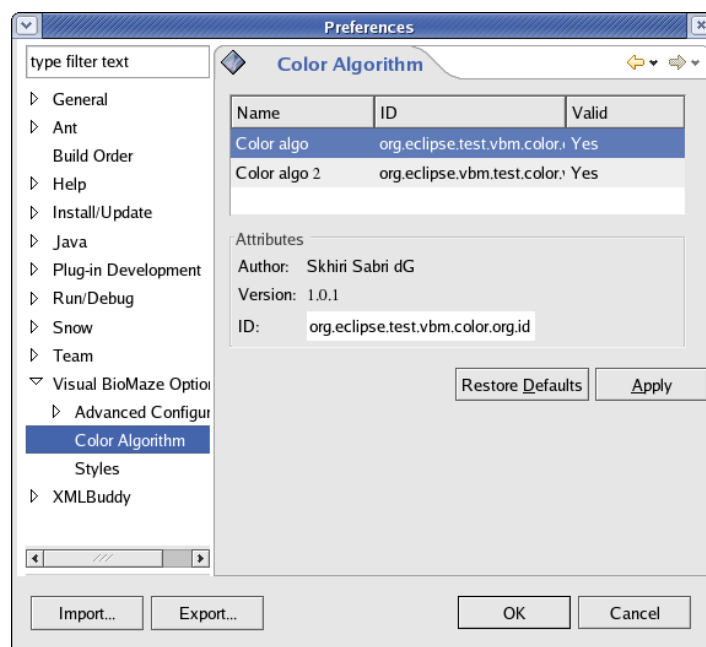 Preferences
type filter text
General
Ant
Build Order
Help
Install/Update
Java
Plug-in Development
Run/Debug
Snow
Team
Visual BioMaze Option
Advanced Configur
Color Algorithm
Styles
XMLBuddy
Color Algorithm
Name ID Valid
Color algo org.eclipse.test.vbm.color. Yes
Color algo 2 org.eclipse.vbm.test.color. Yes
Attributes
Author: Skhiri Sabri dG
Version: 1.0.1
ID: org.eclipse.test.vbm.color.org.id
Restore Defaults Apply
Import... Export... OK Cancel